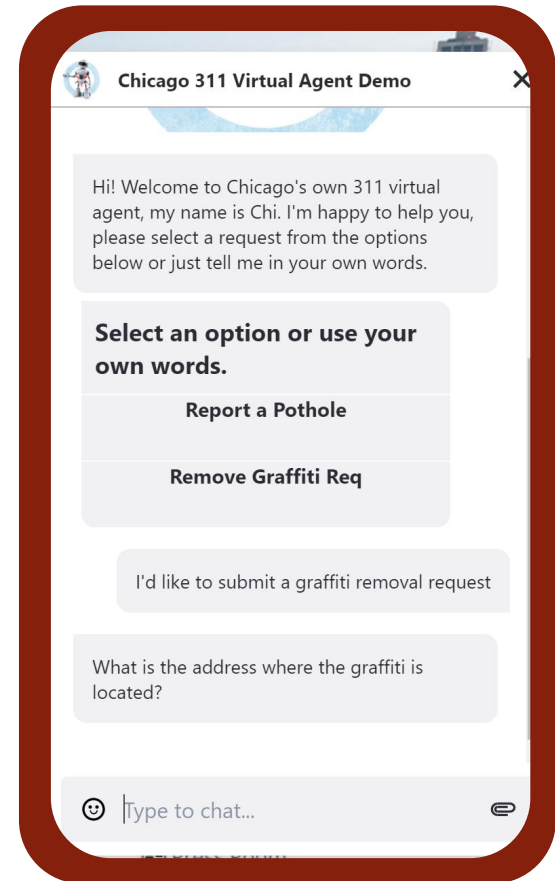 Chicago 311 Virtual Agent Demo
Hi! Welcome to Chicago's own 311 virtual
agent, my name is Chi. I'm happy to help you,
please select a request from the options
below or just tell me in your own words.
Select an option or use your
own words.
Report a Pothole
Remove Graffiti Req
I'd like to submit a graffiti removal request
What is the address where the graffiti is
located?
Type to chat...